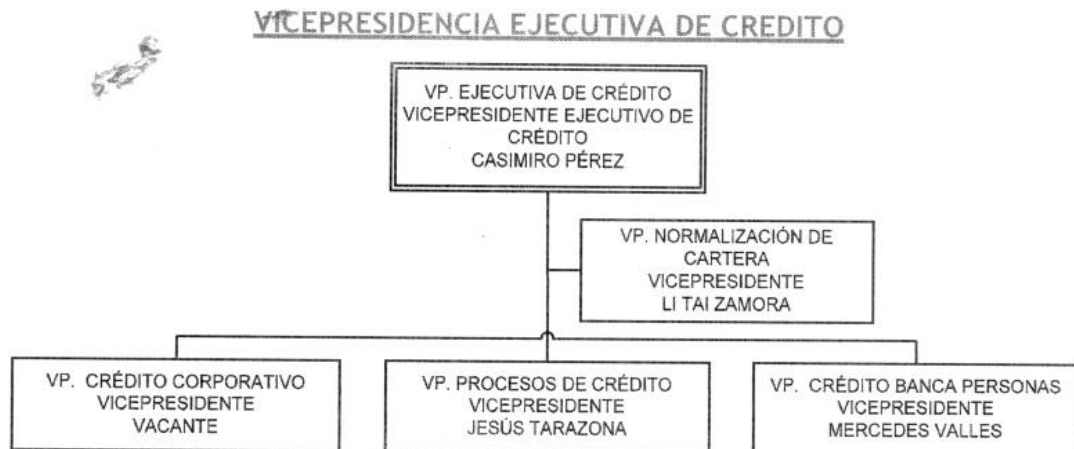 VICEPRESIDENCIA EJECUTIVA DE CREDITO
VP. EJECUTIVA DE CRÉDITO
VICEPRESIDENTE EJECUTIVO DE
CRÉDITO
CASIMIRO PÉREZ
VP. NORMALIZACIÓN DE
CARTERA
VICEPRESIDENTE
LI TAI ZAMORA
VP. CRÉDITO CORPORATIVO
VICEPRESIDENTE
VACANTE
VP. PROCESOS DE CRÉDITO
VICEPRESIDENTE
JESÚS TARAZONA
VP. CRÉDITO BANCA PERSONAS
VICEPRESIDENTE
MERCEDES VALLES